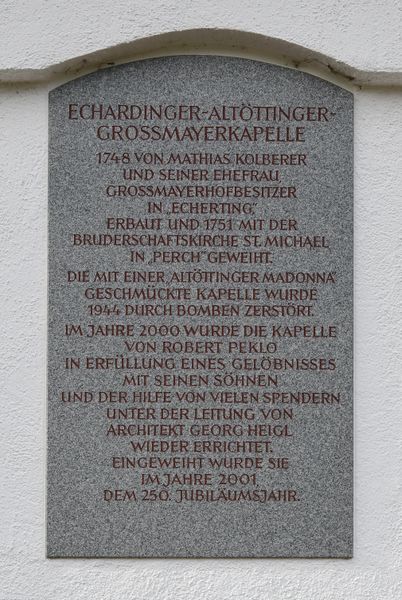 ECHARDINGER-ALTÖTTINGER-
GROSSMAYERKAPELLE
1748 VON MATHIAS KOLBERER
UND SEINER EHEFRAU
GROSSMAYERHOFBESITZER
IN „ECHERTING“
ERBAUT UND 1751 MIT DER
BRUDERSCHAFTSKIRCHE ST. MICHAEL
IN „PERCH“ GEWEIHT.
DIE MIT EINER „ALTÖTTINGER MADONNA“
GESCHMÜCKTE KAPELLE WURDE
1944 DURCH BOMBEN ZERSTÖRT.
IM JAHRE 2000 WURDE DIE KAPELLE
VON ROBERT PEKLO
IN ERFÜLLUNG EINES GELÖBNISSES
MIT SEINEN SÖHNEN
UND DER HILFE VON VIELEN SPENDERN
UNTER DER LEITUNG VON
ARCHITEKT GEORG HEIGL
WIEDER ERRICHTET.
EINGEWEIHT WURDE SIE
IM JAHRE 2001,
DEM 250. JUBILÄUMSJAHR.